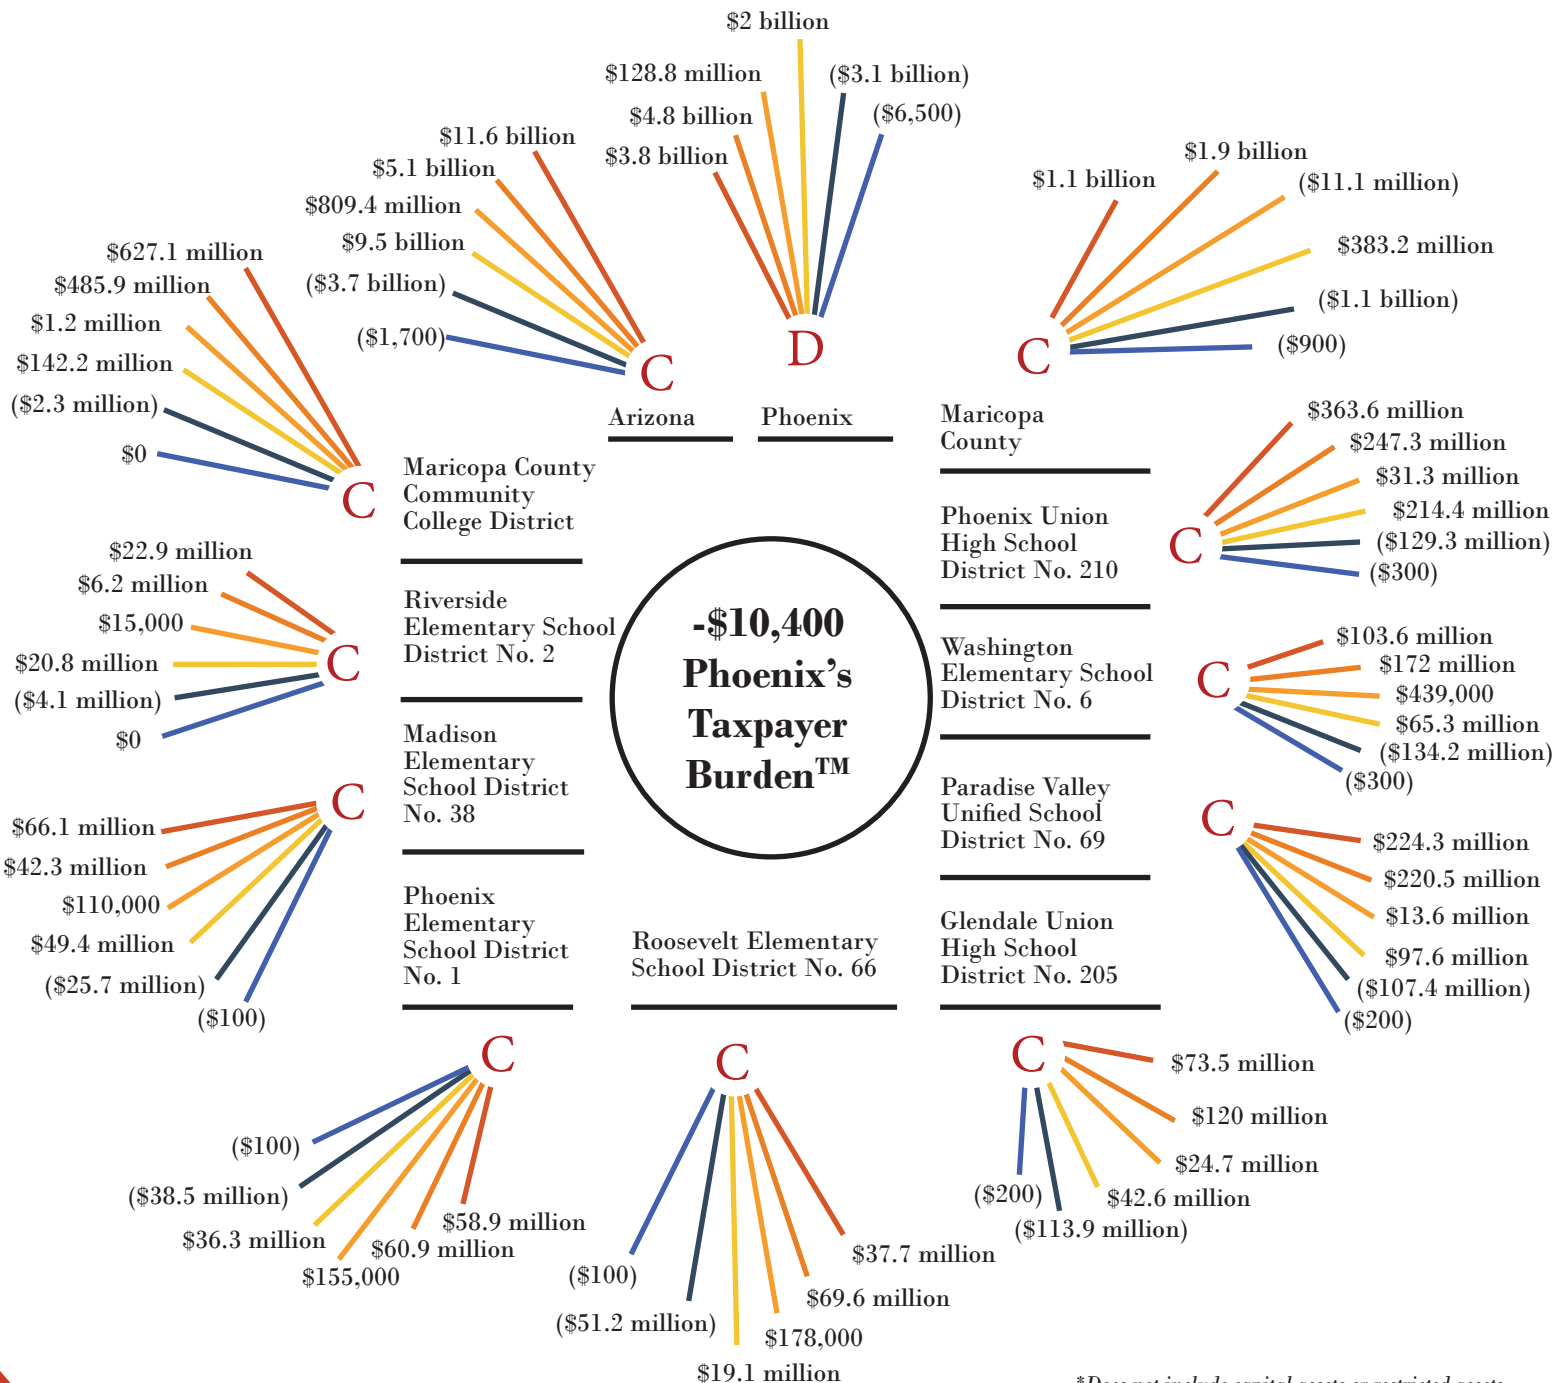 $2 billion
$128.8 million
($3.1 billion)
$4.8 billion
($6,500)
$3.8 billion
D
Phoenix
$11.6 billion
$5.1 billion
$809.4 million
$9.5 billion
($3.7 billion)
($1,700)
C
Arizona
$1.1 billion
$1.9 billion
($11.1 million)
$383.2 million
($1.1 billion)
($900)
C
Maricopa
County
$627.1 million
$485.9 million
$1.2 million
$142.2 million
($2.3 million)
$0
C
Maricopa County
Community
College District
$363.6 million
$247.3 million
$31.3 million
$214.4 million
($129.3 million)
($300)
C
Phoenix Union
High School
District No. 210
$22.9 million
$6.2 million
$15,000
$20.8 million
($4.1 million)
$0
C
Riverside
Elementary School
District No. 2
-$10,400
Phoenix's
Taxpayer
Burden™
$103.6 million
$172 million
$439,000
$65.3 million
($134.2 million)
($300)
C
Washington
Elementary School
District No. 6
C
$66.1 million
$42.3 million
$110,000
$49.4 million
($25.7 million)
($100)
Madison
Elementary
School District
No. 38
C
$224.3 million
$220.5 million
$13.6 million
$97.6 million
($107.4 million)
($200)
Paradise Valley
Unified School
District No. 69
Phoenix
Elementary
School District
No. 1
C
($100)
($38.5 million)
$36.3 million
$155,000
$60.9 million
$58.9 million
Roosevelt Elementary
School District No. 66
C
($100)
($51.2 million)
$19.1 million
$178,000
$69.6 million
$37.7 million
Glendale Union
High School
District No. 205
C
$73.5 million
$120 million
$24.7 million
$42.6 million
($113.9 million)
($200)
*Does not include capital assets or restricted assets